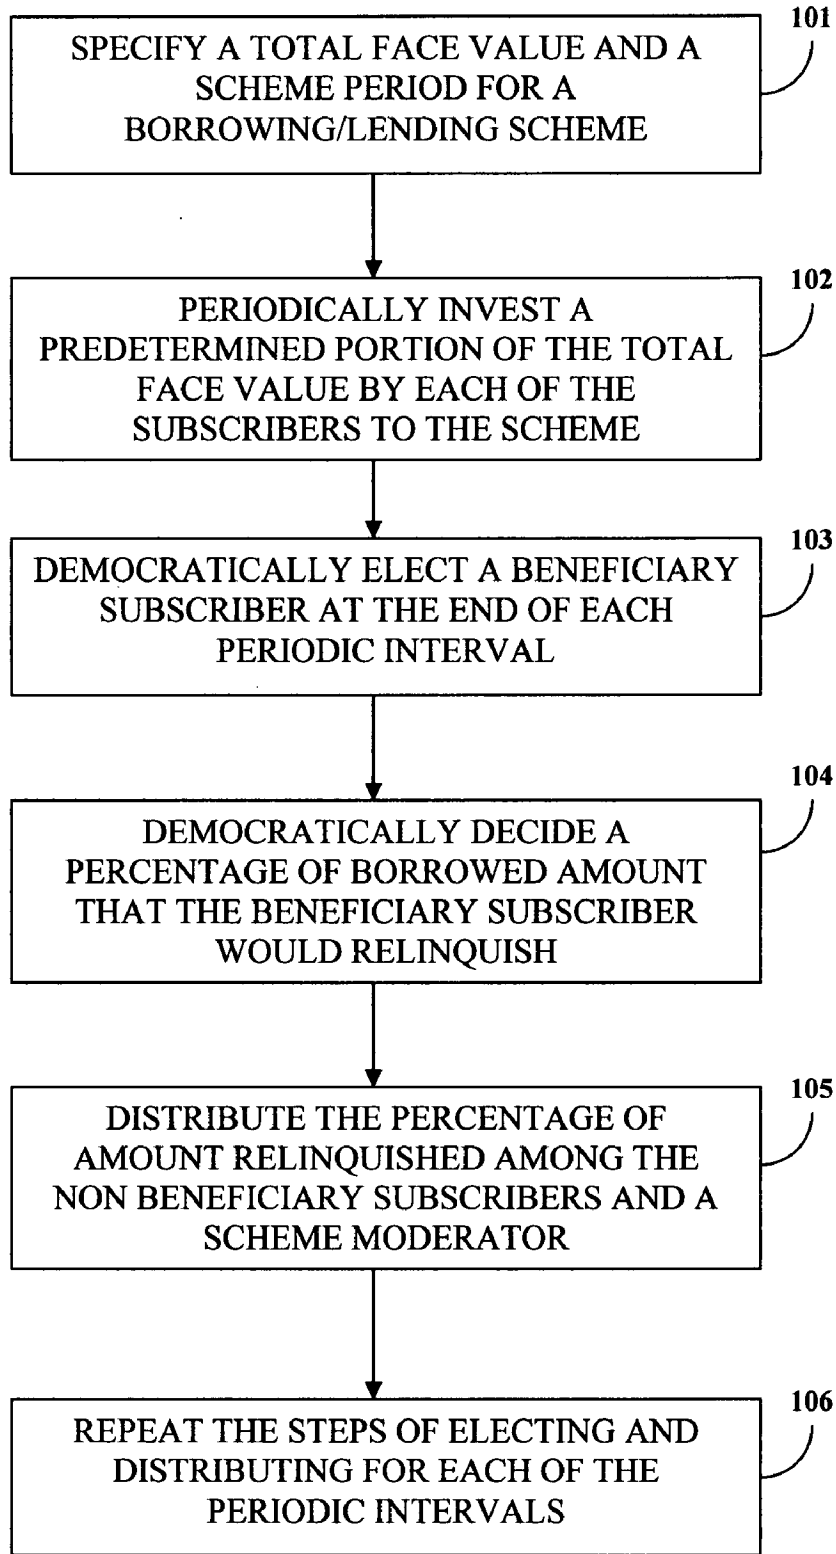 101
SPECIFY A TOTAL FACE VALUE AND A
SCHEME PERIOD FOR A
BORROWING/LENDING SCHEME
102
PERIODICALLY INVEST A
PREDETERMINED PORTION OF THE TOTAL
FACE VALUE BY EACH OF THE
SUBSCRIBERS TO THE SCHEME
103
DEMOCRATICALLY ELECT A BENEFICIARY
SUBSCRIBER AT THE END OF EACH
PERIODIC INTERVAL
104
DEMOCRATICALLY DECIDE A
PERCENTAGE OF BORROWED AMOUNT
THAT THE BENEFICIARY SUBSCRIBER
WOULD RELINQUISH
105
DISTRIBUTE THE PERCENTAGE OF
AMOUNT RELINQUISHED AMONG THE
NON BENEFICIARY SUBSCRIBERS AND A
SCHEME MODERATOR
106
REPEAT THE STEPS OF ELECTING AND
DISTRIBUTING FOR EACH OF THE
PERIODIC INTERVALS